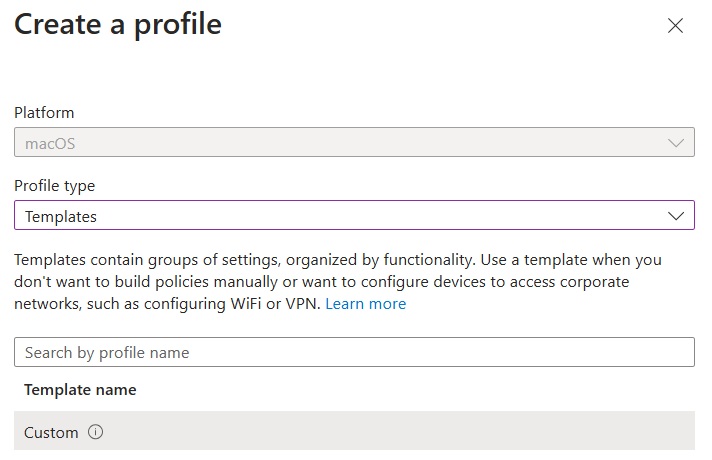 Create a profile
Platform
macOS
Profile type
Templates
Templates contain groups of settings, organized by functionality. Use a template when you
don't want to build policies manually or want to configure devices to access corporate
networks, such as configuring WiFi or VPN. Learn more
Search by profile name
Template name
Custom